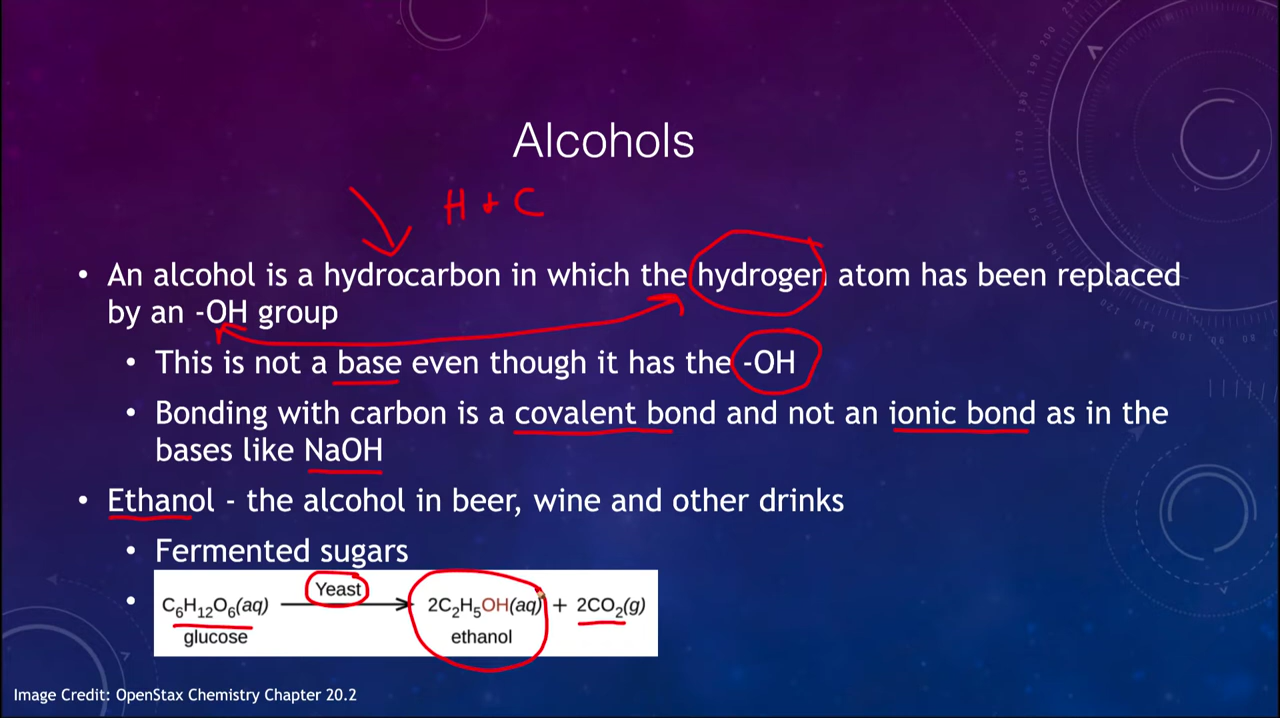 Alcohols
H + C
• An alcohol is a hydrocarbon in which the hydrogen atom has been replaced
by an -OH group
• This is not a base even though it has the -OH
• Bonding with carbon is a covalent bond and not an ionic bond as in the
bases like NaOH
• Ethanol - the alcohol in beer, wine and other drinks
• Fermented sugars
Yeast
• C₆H₁₂O₆(aq) → 2C₂H₅OH(aq) + 2CO₂(g)
glucose ethanol
Image Credit: OpenStax Chemistry Chapter 20.2